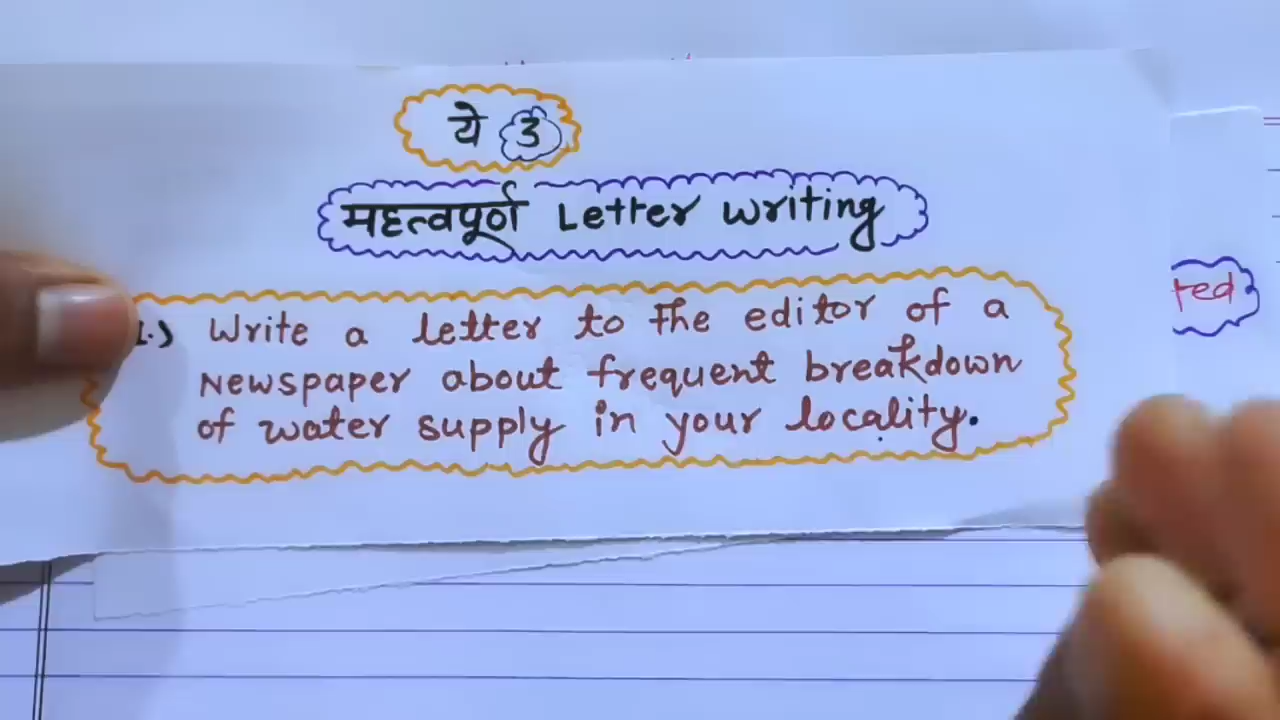 ये 3
महत्वपूर्ण Letter Writing
1.) Write a letter to the editor of a
Newspaper about frequent breakdown
of water supply in your locality.